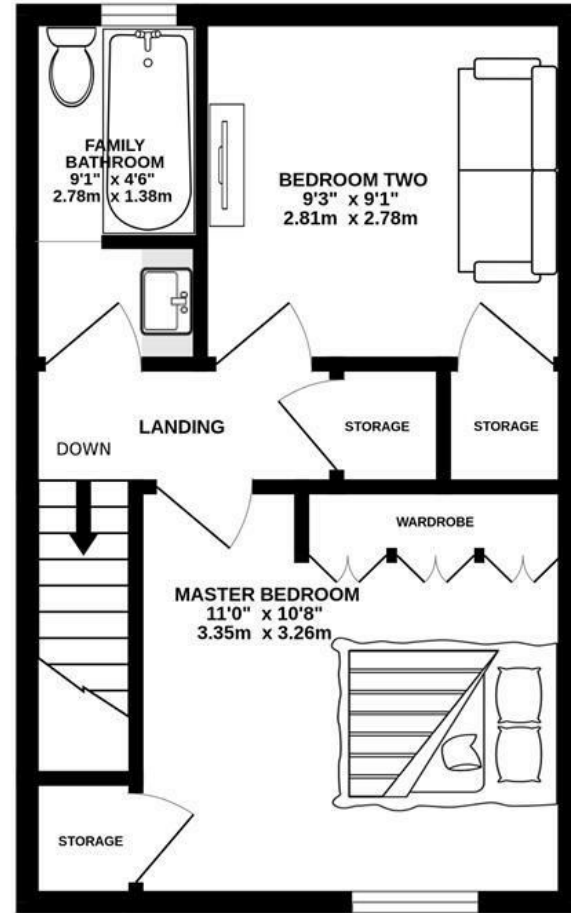 FAMILY
BATHROOM
9'1" x 4'6"
2.78m x 1.38m
BEDROOM TWO
9'3" x 9'1"
2.81m x 2.78m
LANDING
STORAGE
STORAGE
DOWN
WARDROBE
MASTER BEDROOM
11'0" x 10'8"
3.35m x 3.26m
STORAGE